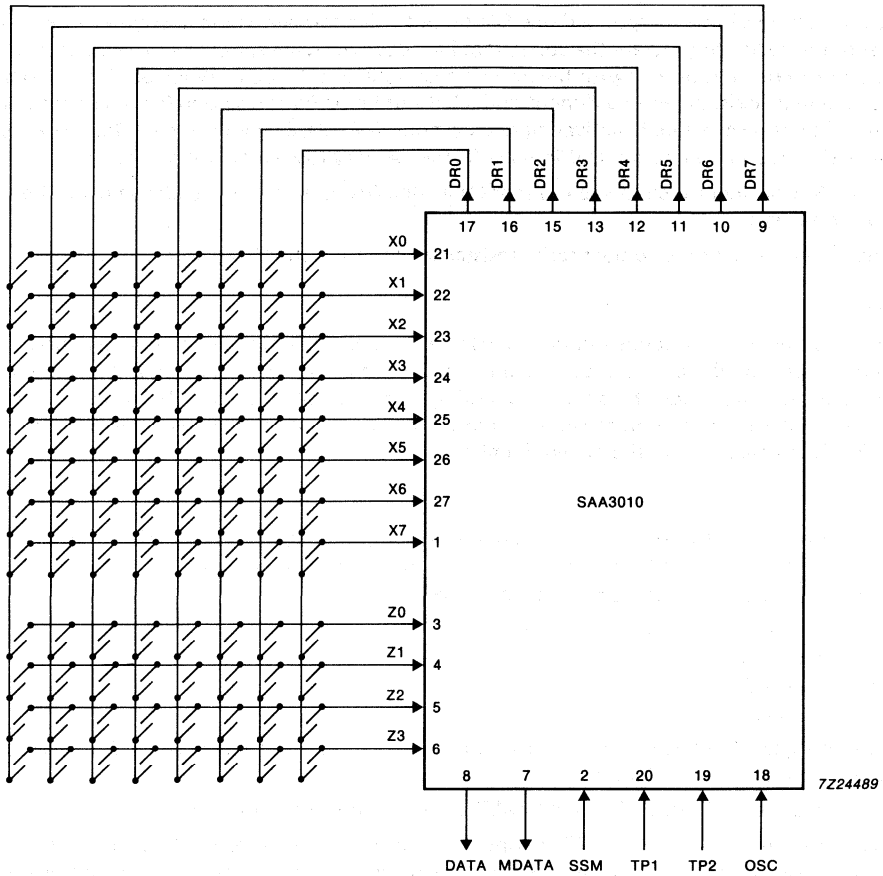 DR0 DR1 DR2 DR3 DR4 DR5 DR6 DR7
17 16 15 13 12 11 10 9
X0 21
X1 22
X2 23
X3 24
X4 25
X5 26
X6 27
SAA3010
X7 1
Z0 3
Z1 4
Z2 5
Z3 6
8 7 2 20 19 18
7Z24489
DATA MDATA SSM TP1 TP2 OSC